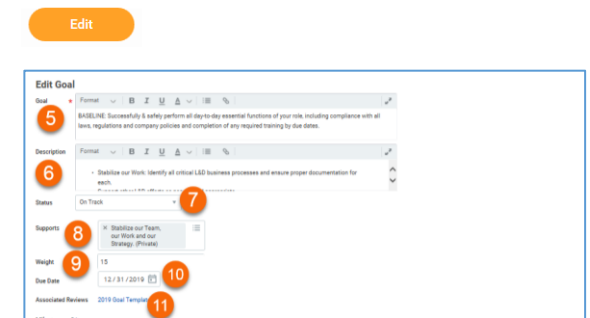 Edit
Edit Goal
Goal * Format B I U A
5
BASELINE: Successfully & safely perform all day-to-day essential functions of your role, including compliance with all
laws, regulations and company policies and completion of any required training by due dates.
Description Format B I U A
6
• Stabilize our Work: Identify all critical L&D business processes and ensure proper documentation for
each.
Status On Track 7
Supports 8 × Stabilize our Team,
our Work and our
Strategy. (Private)
Weight 9 15
Due Date 12/31/2019 10
Associated Reviews 2019 Goal Template 11